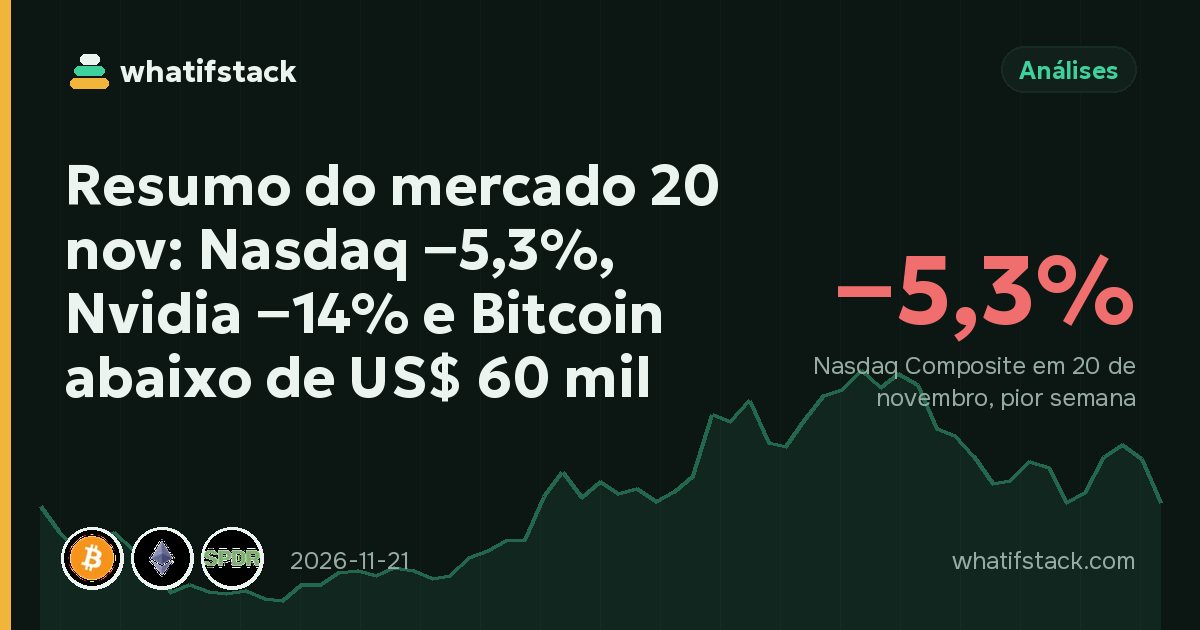 whatifstack
Análises
Resumo do mercado 20
nov: Nasdaq −5,3%,
Nvidia −14% e Bitcoin
abaixo de US$ 60 mil
−5,3%
Nasdaq Composite em 20 de
novembro, pior semana
SPDR
2026-11-21
whatifstack.com